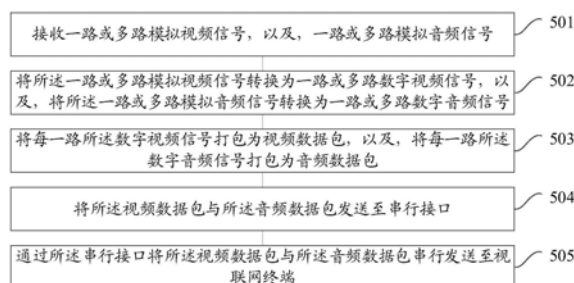 接收一路或多路模拟视频信号，以及，一路或多路模拟音频信号
501
将所述一路或多路模拟视频信号转换为一路或多路数字视频信号，以
及，将所述一路或多路模拟音频信号转换为一路或多路数字音频信号
502
将每一路所述数字视频信号打包为视频数据包，以及，将每一路所述
数字音频信号打包为音频数据包
503
将所述视频数据包与所述音频数据包发送至串行接口
504
通过所述串行接口将所述视频数据包与所述音频数据包串行发送至视
联网终端
505